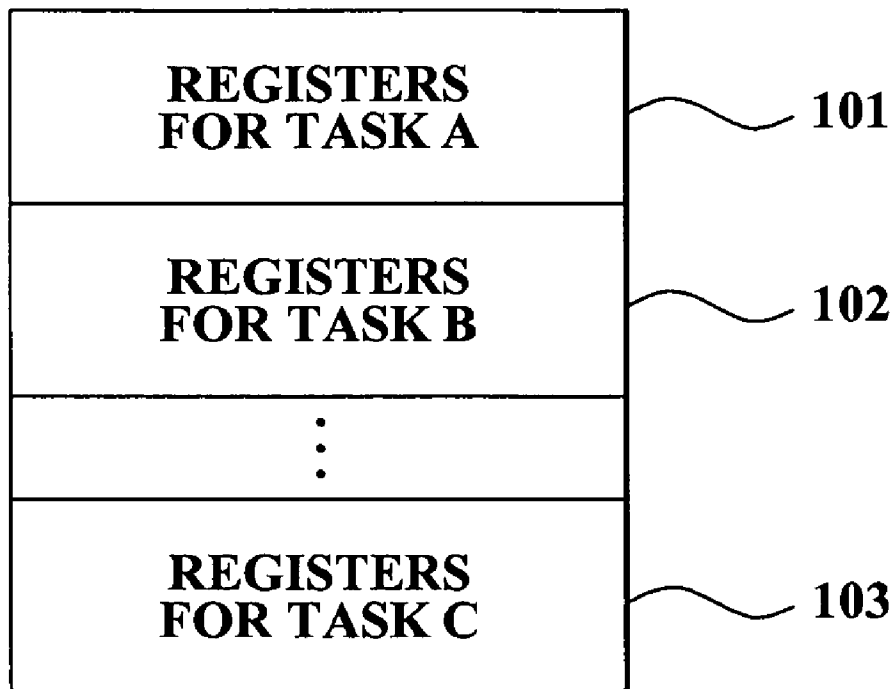 REGISTERS
FOR TASK A
101
REGISTERS
FOR TASK B
102
REGISTERS
FOR TASK C
103